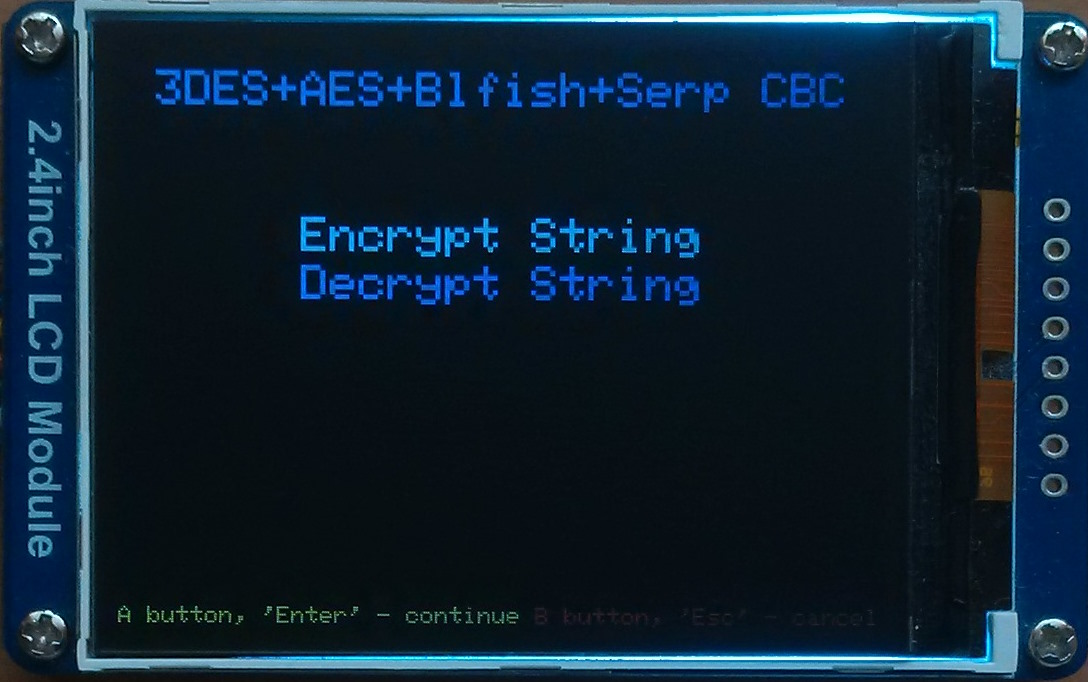 3DES+AES+Blfish+Serp CBC
Encrypt String
Decrypt String
A button, 'Enter' - continue B button, 'Esc' - cancel
2.4inch LCD Module